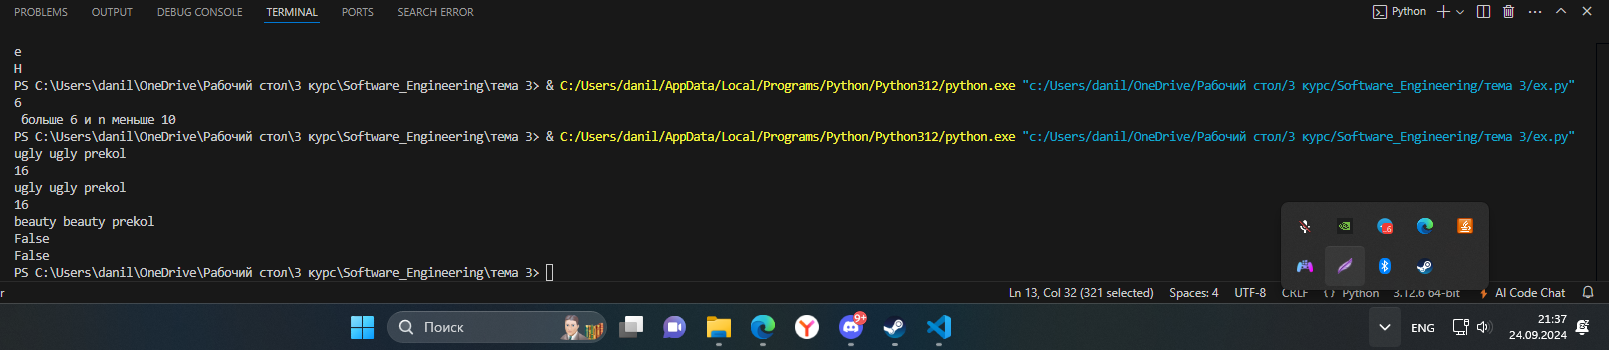 PROBLEMS OUTPUT DEBUG CONSOLE TERMINAL PORTS SEARCH ERROR Python
e
H
PS C:\Users\danil\OneDrive\Рабочий стол\3 курс\Software_Engineering\тема 3> & C:/Users/danil/AppData/Local/Programs/Python/Python312/python.exe "c:/Users/danil/OneDrive/Рабочий стол/3 курс/Software_Engineering/тема 3/ex.py"
6
больше 6 и n меньше 10
PS C:\Users\danil\OneDrive\Рабочий стол\3 курс\Software_Engineering\тема 3> & C:/Users/danil/AppData/Local/Programs/Python/Python312/python.exe "c:/Users/danil/OneDrive/Рабочий стол/3 курс/Software_Engineering/тема 3/ex.py"
ugly ugly prekol
16
ugly ugly prekol
16
beauty beauty prekol
False
False
PS C:\Users\danil\OneDrive\Рабочий стол\3 курс\Software_Engineering\тема 3>
r Ln 13, Col 32 (321 selected) Spaces: 4 UTF-8 CRLF { } Python 3.12.6 64-bit AI Code Chat
Поиск 9+ ENG 21:37
24.09.2024